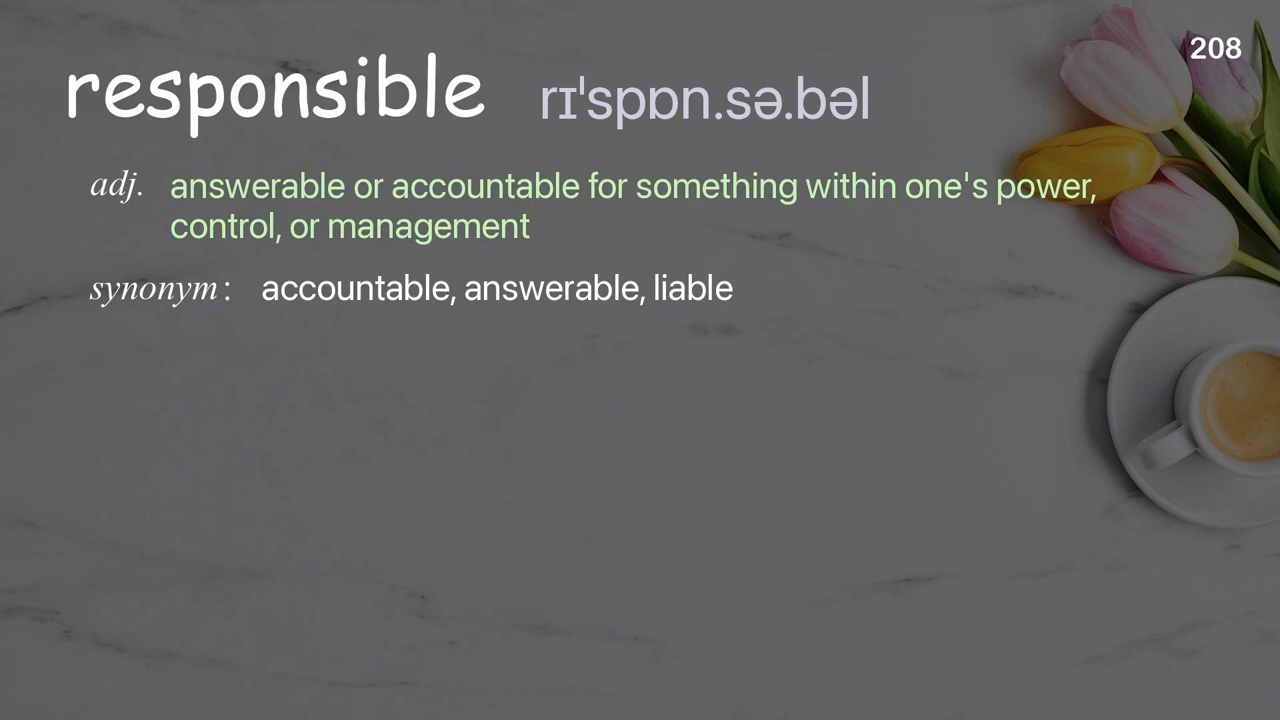 208
responsible rɪˈspɒn.sə.bəl
adj. answerable or accountable for something within one's power,
control, or management
synonym : accountable, answerable, liable